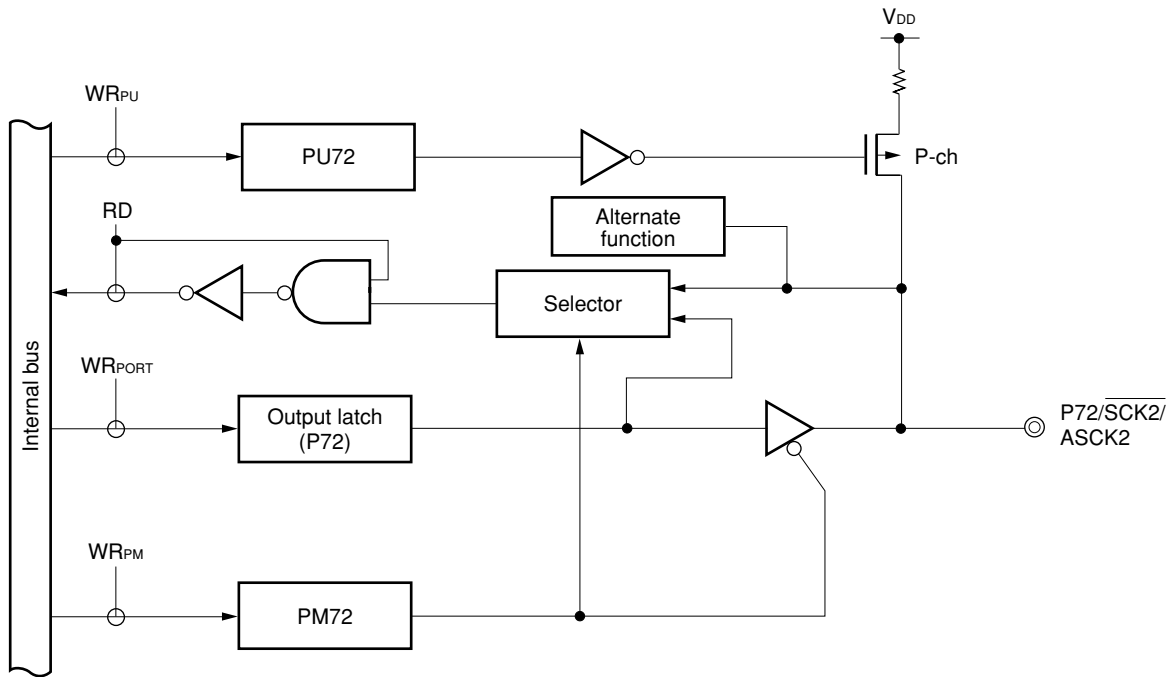 VDD
WRPU
PU72
P-ch
RD
Alternate
function
Selector
WRPORT
Output latch
(P72)
P72/SCK2/
ASCK2
Internal bus
WRPM
PM72